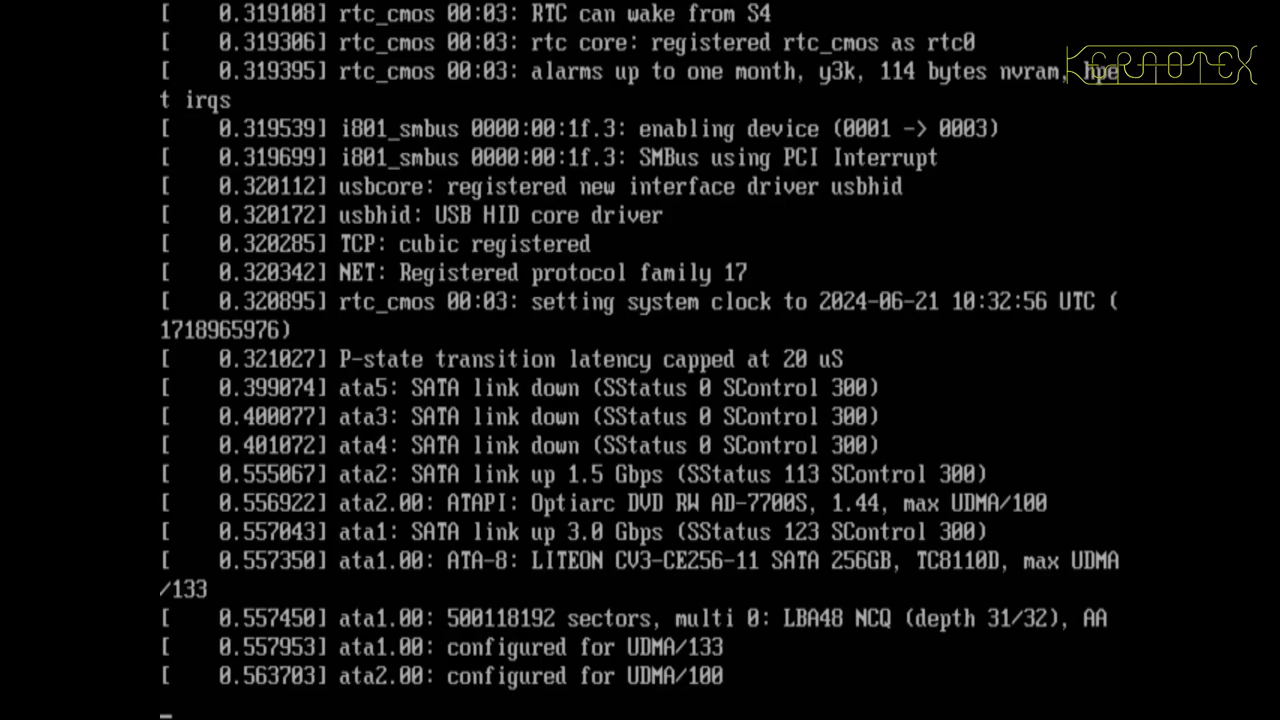 [    0.319108] rtc_cmos 00:03: RTC can wake from S4
[    0.319306] rtc_cmos 00:03: rtc core: registered rtc_cmos as rtc0
[    0.319395] rtc_cmos 00:03: alarms up to one month, y3k, 114 bytes nvram, hpe
t irqs
[    0.319539] i801_smbus 0000:00:1f.3: enabling device (0001 -> 0003)
[    0.319699] i801_smbus 0000:00:1f.3: SMBus using PCI Interrupt
[    0.320112] usbcore: registered new interface driver usbhid
[    0.320172] usbhid: USB HID core driver
[    0.320285] TCP: cubic registered
[    0.320342] NET: Registered protocol family 17
[    0.320895] rtc_cmos 00:03: setting system clock to 2024-06-21 10:32:56 UTC (
1718965976)
[    0.321027] P-state transition latency capped at 20 uS
[    0.399074] ata5: SATA link down (SStatus 0 SControl 300)
[    0.400077] ata3: SATA link down (SStatus 0 SControl 300)
[    0.401072] ata4: SATA link down (SStatus 0 SControl 300)
[    0.555067] ata2: SATA link up 1.5 Gbps (SStatus 113 SControl 300)
[    0.556922] ata2.00: ATAPI: Optiarc DVD RW AD-7700S, 1.44, max UDMA/100
[    0.557043] ata1: SATA link up 3.0 Gbps (SStatus 123 SControl 300)
[    0.557350] ata1.00: ATA-8: LITEON CV3-CE256-11 SATA 256GB, TC8110D, max UDMA
/133
[    0.557450] ata1.00: 500118192 sectors, multi 0: LBA48 NCQ (depth 31/32), AA
[    0.557953] ata1.00: configured for UDMA/133
[    0.563703] ata2.00: configured for UDMA/100